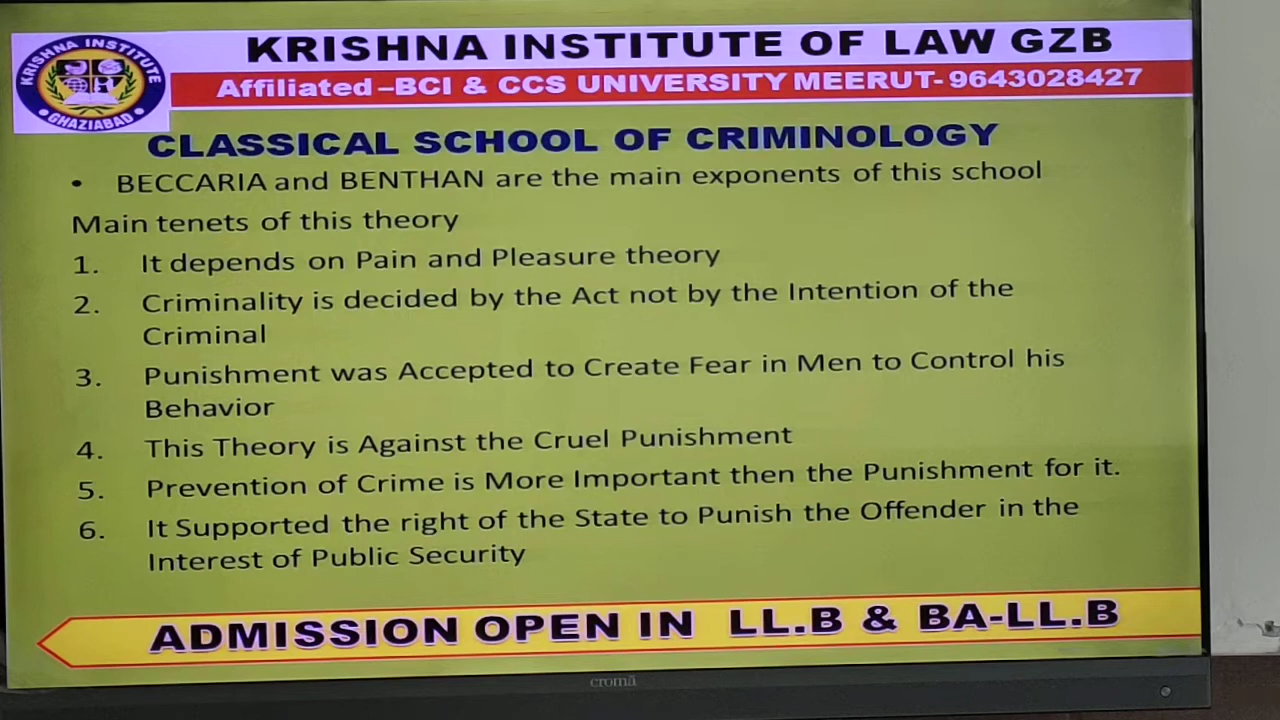 KRISHNA INSTITUTE
GHAZIABAD
KRISHNA INSTITUTE OF LAW GZB
Affiliated –BCI & CCS UNIVERSITY MEERUT- 9643028427
CLASSICAL SCHOOL OF CRIMINOLOGY
• BECCARIA and BENTHAN are the main exponents of this school
Main tenets of this theory
1. It depends on Pain and Pleasure theory
2. Criminality is decided by the Act not by the Intention of the
Criminal
3. Punishment was Accepted to Create Fear in Men to Control his
Behavior
4. This Theory is Against the Cruel Punishment
5. Prevention of Crime is More Important then the Punishment for it.
6. It Supported the right of the State to Punish the Offender in the
Interest of Public Security
ADMISSION OPEN IN LL.B & BA-LL.B
cromā